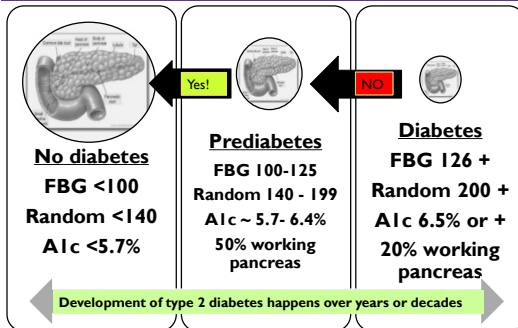 Yes!
NO
No diabetes
FBG <100
Random <140
A1c <5.7%
Prediabetes
FBG 100-125
Random 140 - 199
A1c ~ 5.7- 6.4%
50% working
pancreas
Diabetes
FBG 126 +
Random 200 +
A1c 6.5% or +
20% working
pancreas
Development of type 2 diabetes happens over years or decades